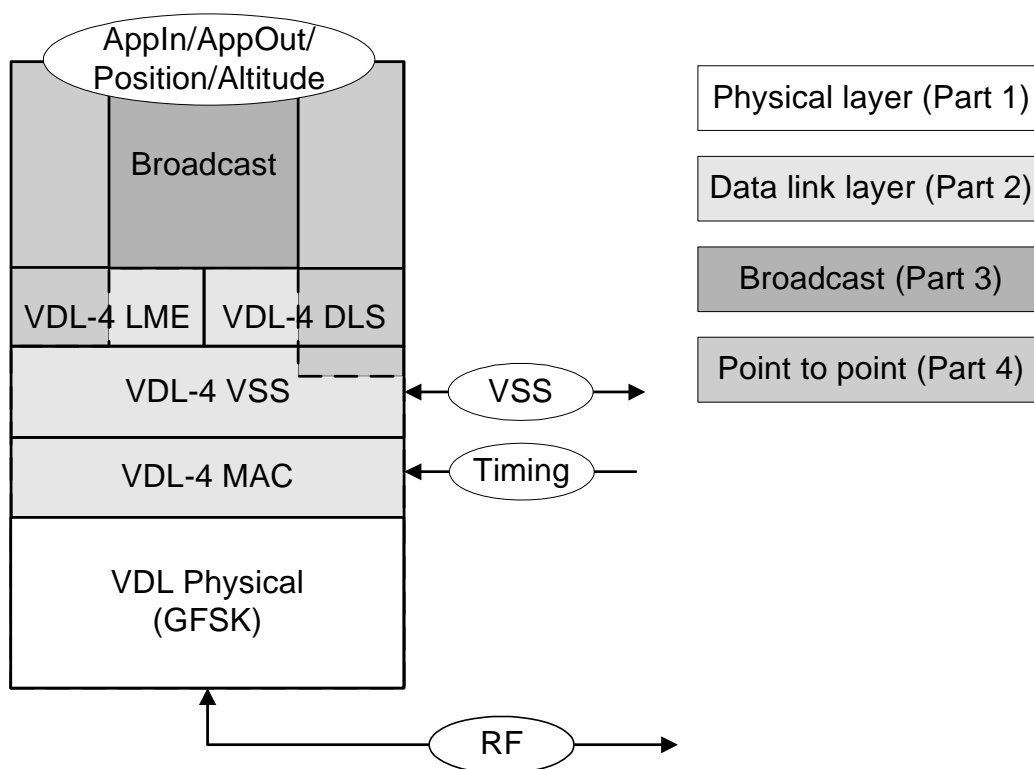 AppIn/AppOut/
Position/Altitude
Broadcast
VDL-4 LME
VDL-4 DLS
VDL-4 VSS
VDL-4 MAC
VDL Physical
(GFSK)
VSS
Timing
RF
Physical layer (Part 1)
Data link layer (Part 2)
Broadcast (Part 3)
Point to point (Part 4)